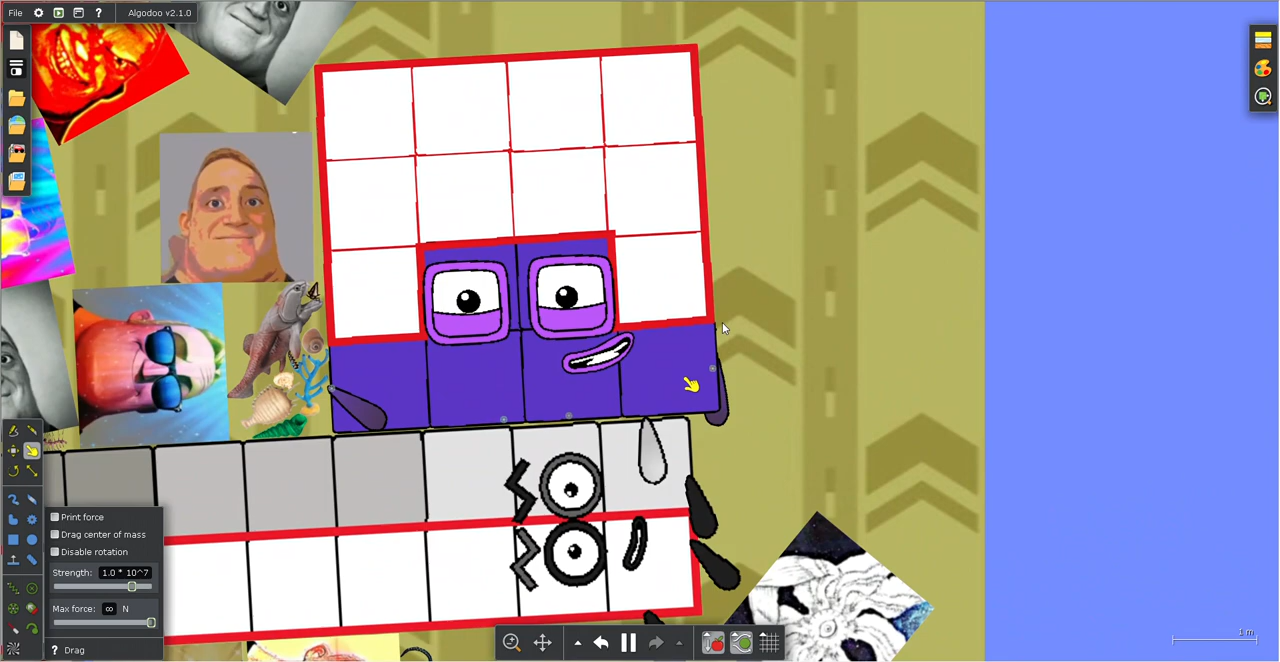 File ? Algodoo v2.1.0
Print force
Drag center of mass
Disable rotation
Strength: 1.0 * 10^7
Max force: ∞ N
? Drag
1 m